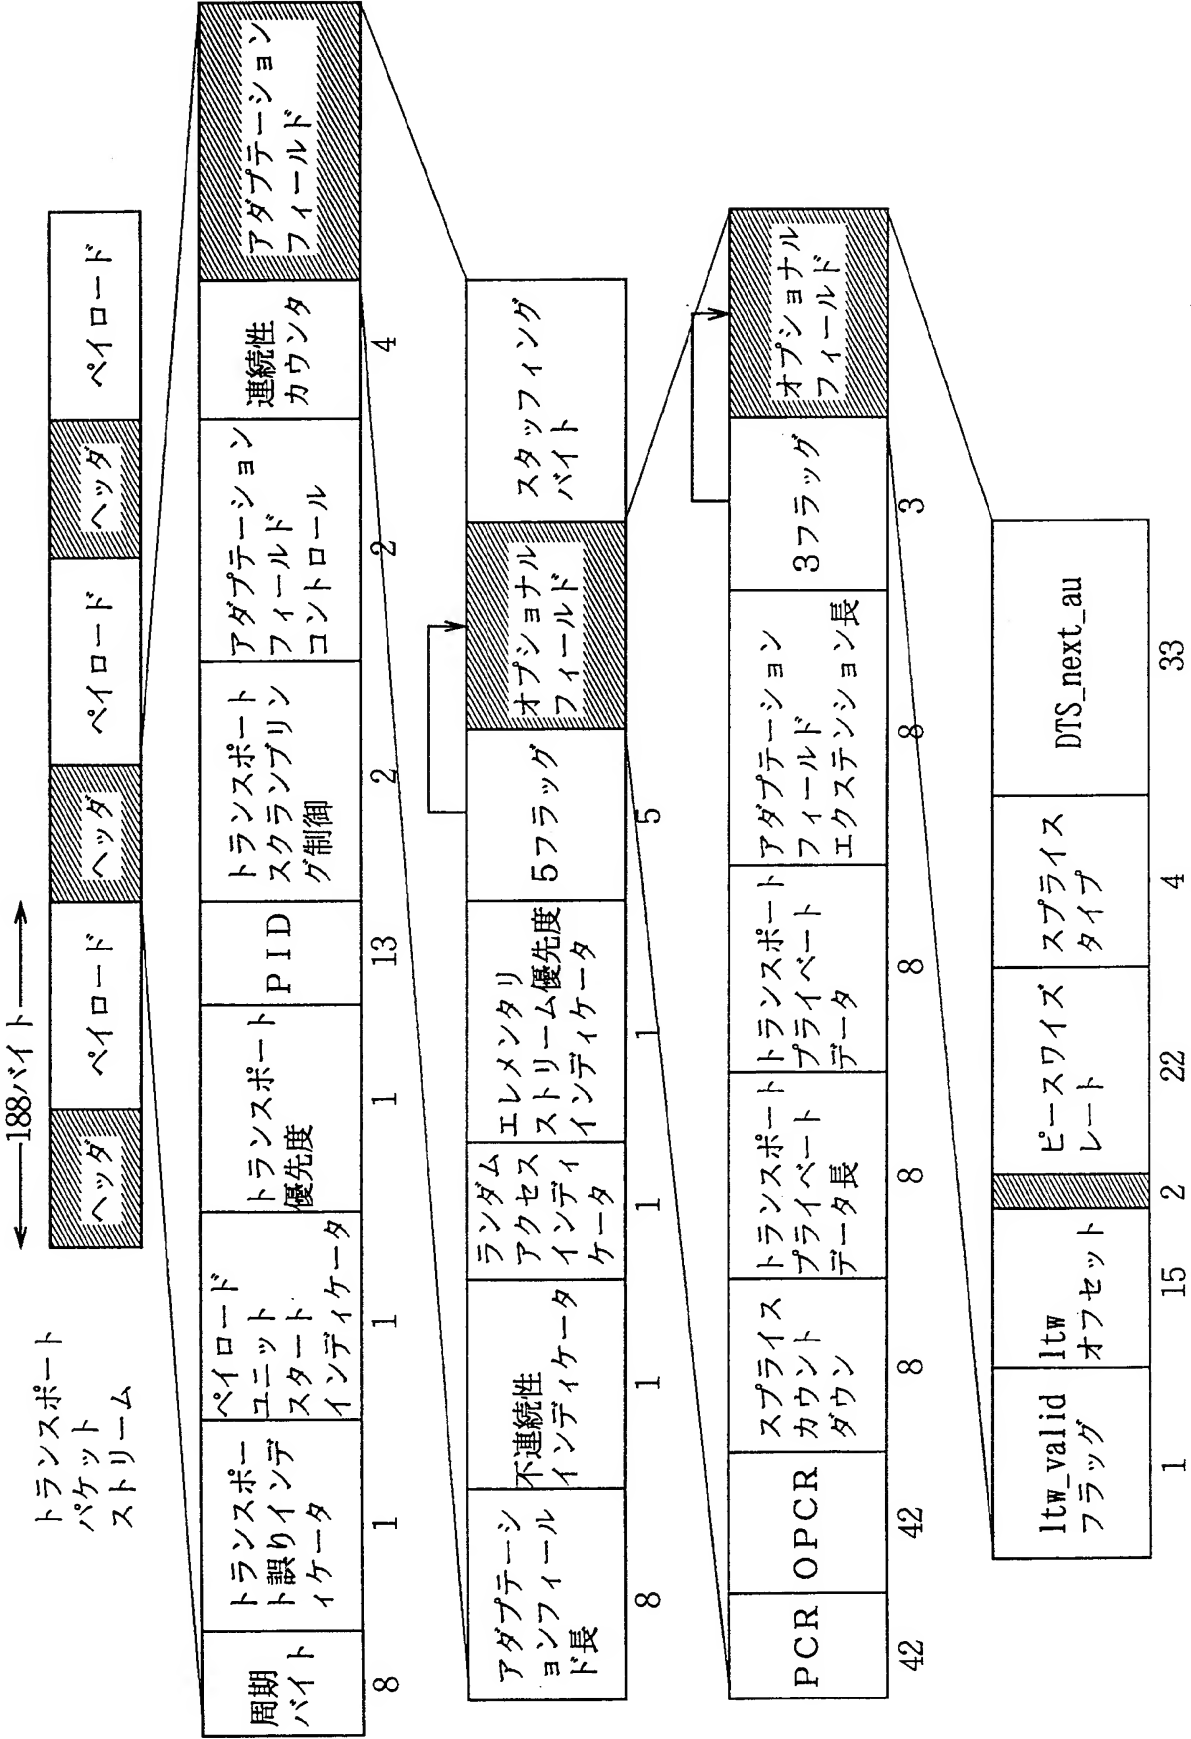 トランスポート
パケット
ストリーム
188バイト
ヘッダ
ペイロード
ヘッダ
ペイロード
ヘッダ
ペイロード
周期
バイト
トランスポー
ト誤りインデ
ィケータ
ペイロード
ユニット
スタート
インディケータ
トランスポート
優先度
PID
トランスポート
スクランブリン
グ制御
アダプテーション
フィールド
コントロール
連続性
カウンタ
アダプテーション
フィールド
8
1
1
1
13
2
2
4
アダプテーシ
ョンフィール
ド長
不連続性
インディケータ
ランダム
アクセス
インディ
ケータ
エレメンタリ
ストリーム優先度
インディケータ
5フラッグ
オプショナル
フィールド
スタッフィング
バイト
8
1
1
1
5
PCR
OPCR
スプライス
カウント
ダウン
トランスポート
プライベート
データ長
トランスポート
プライベート
データ
アダプテーション
フィールド
エクステンション長
3フラッグ
オプショナル
フィールド
42
42
8
8
8
8
3
ltw_valid
フラッグ
ltw
オフセット
ピースワイズ
レート
スプライス
タイプ
DTS_next_au
1
15
2
22
4
33